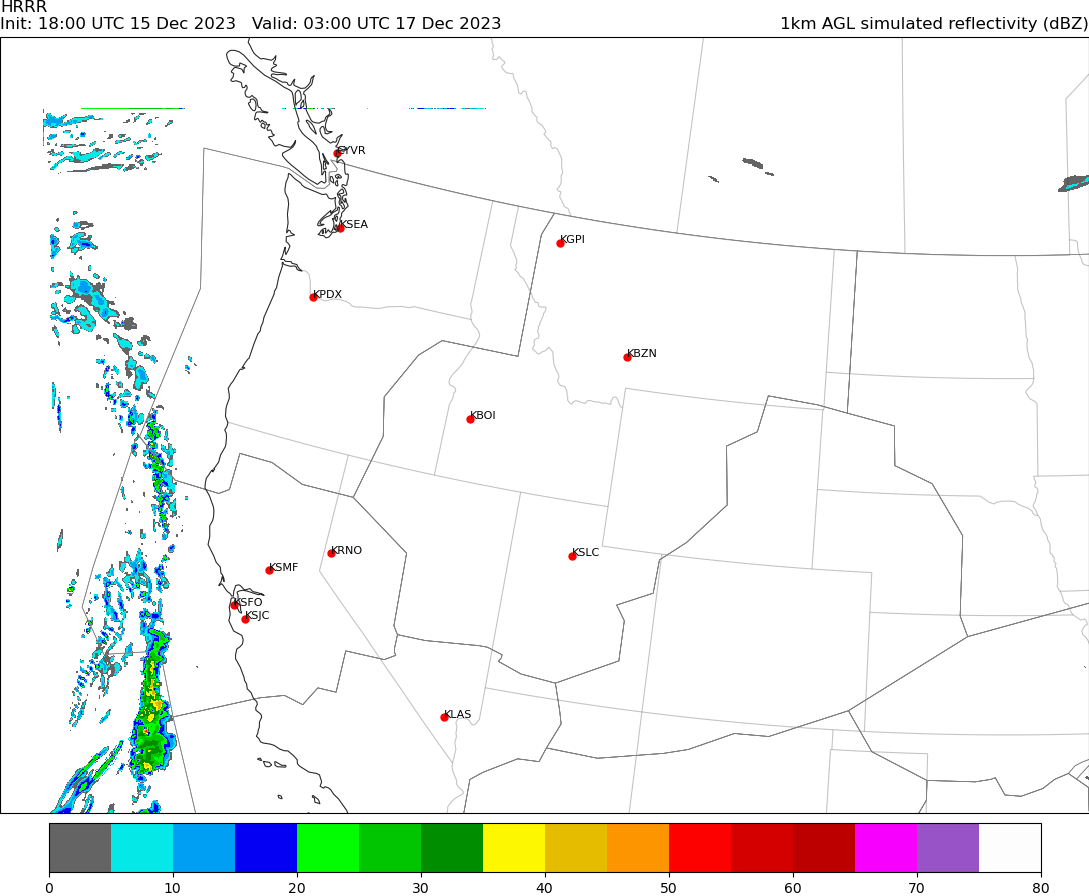 HRRR
Init: 18:00 UTC 15 Dec 2023   Valid: 03:00 UTC 17 Dec 2023   1km AGL simulated reflectivity (dBZ)
CYVR
KSEA
KGPI
KPDX
KBZN
KBOI
KRNO
KSLC
KSMF
KSFO
KSJC
KLAS
0 10 20 30 40 50 60 70 80